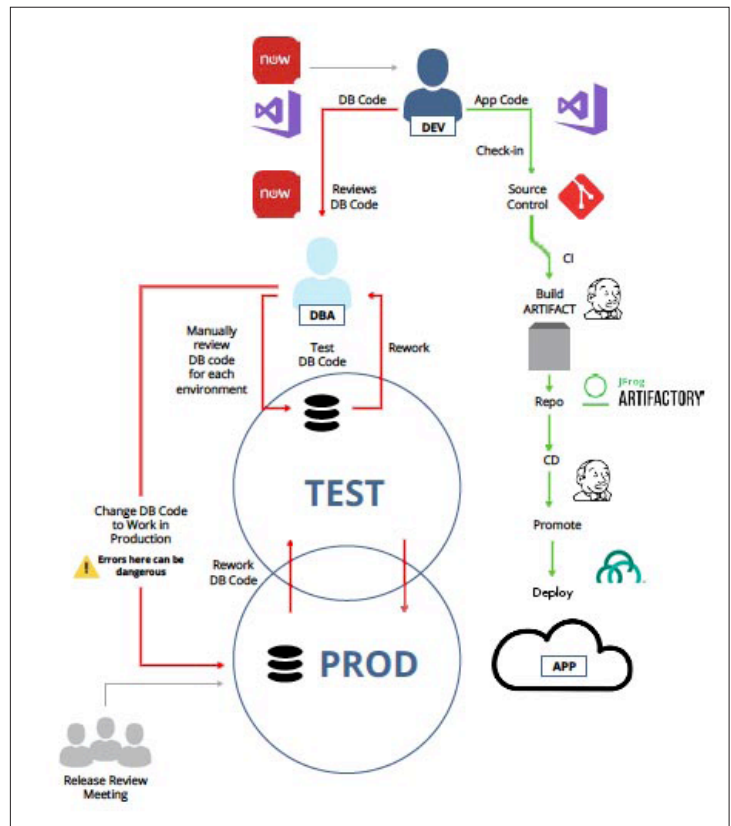 now
DB Code
App Code
DEV
Check-in
now
Reviews
DB Code
Source
Control
CI
Build
ARTIFACT
DBA
Manually
review
DB code
for each
environment
Test
DB Code
Rework
Repo
JFrog
ARTIFACTORY
CD
TEST
Change DB Code
to Work in
Production
Errors here can be
dangerous
Promote
Rework
DB Code
Deploy
PROD
APP
Release Review
Meeting